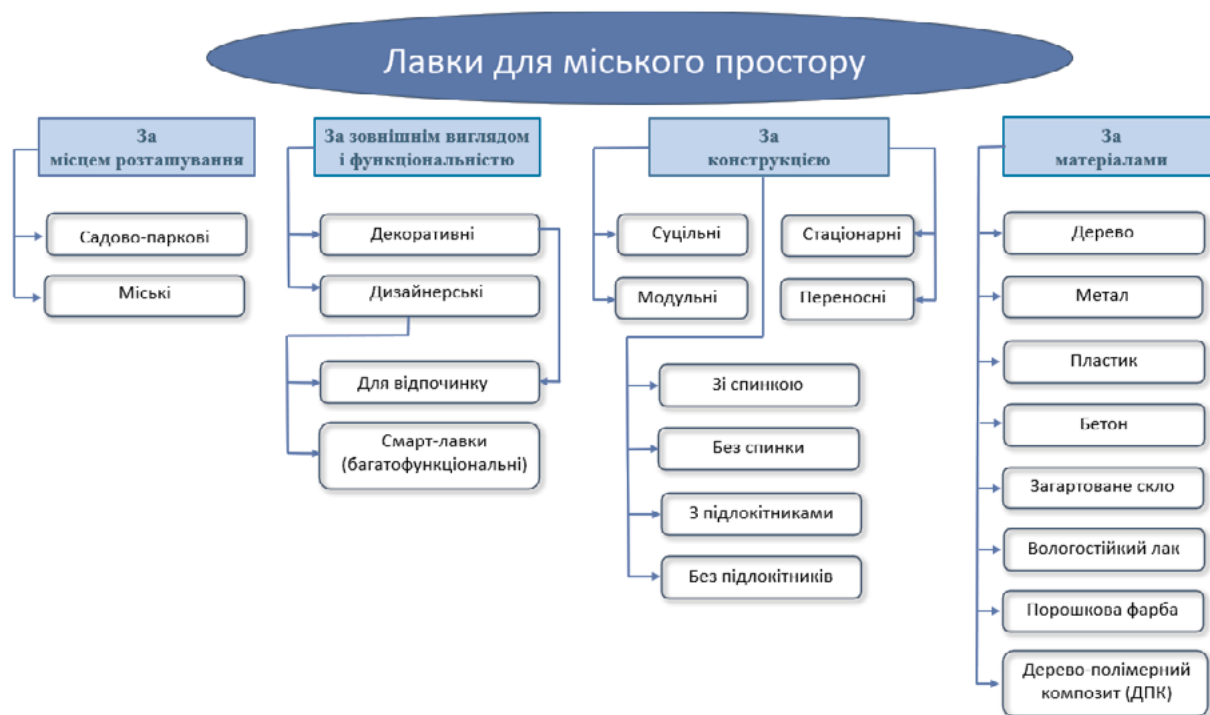 Лавки для міського простору
За
місцем розташування
Садово-паркові
Міські
За зовнішнім виглядом
і функціональністю
Декоративні
Дизайнерські
Для відпочинку
Смарт-лавки
(багатофункціональні)
За
конструкцією
Суцільні
Модульні
Стаціонарні
Переносні
Зі спинкою
Без спинки
З підлокітниками
Без підлокітників
За
матеріалами
Дерево
Метал
Пластик
Бетон
Загартоване скло
Вологостійкий лак
Порошкова фарба
Дерево-полімерний
композит (ДПК)